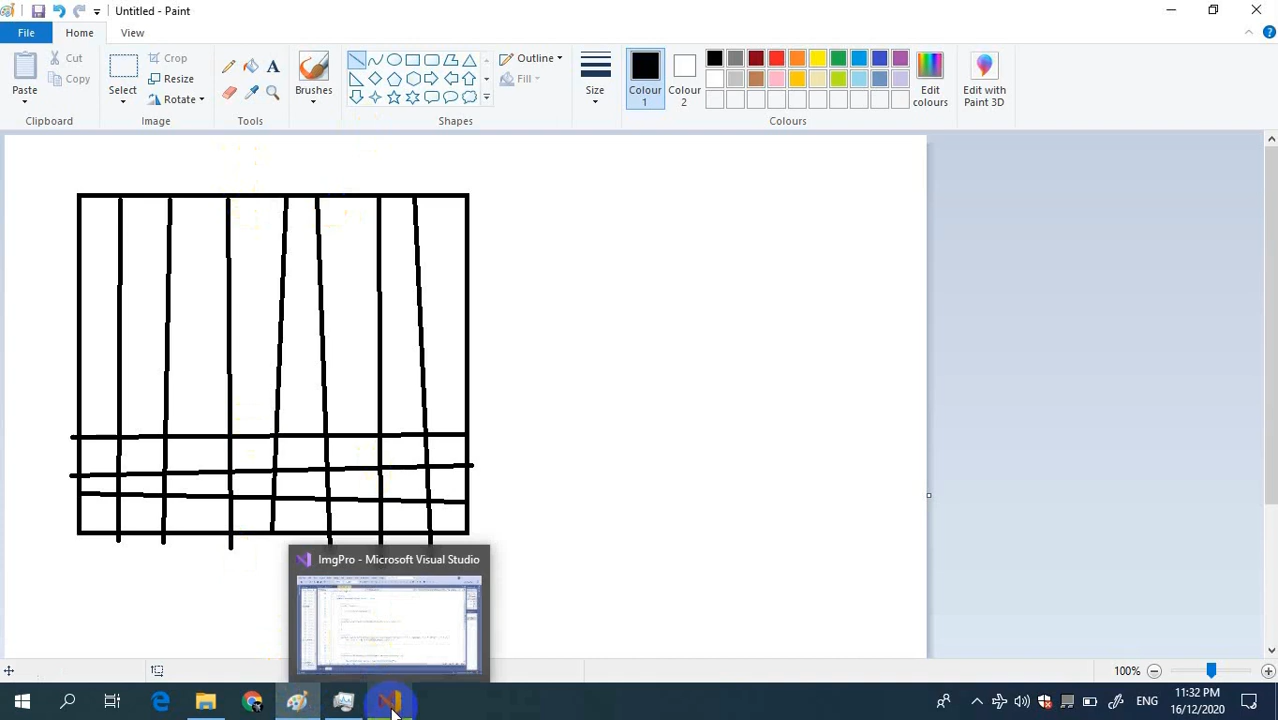 Untitled - Paint
File
Home
View
Paste
Cut
Copy
Clipboard
Select
Crop
Resize
Rotate
Image
Tools
A
Brushes
Shapes
Outline
Fill
Size
Colour 1
Colour 2
Edit colours
Colours
Edit with Paint 3D
ImgPro - Microsoft Visual Studio
100%
ENG
11:32 PM
16/12/2020